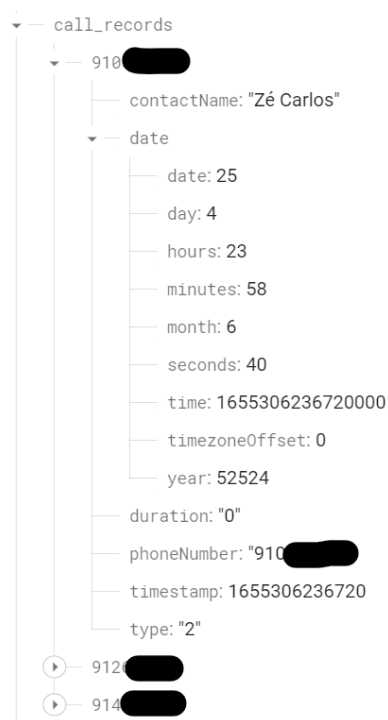 call_records
910
contactName: "Zé Carlos"
date
date: 25
day: 4
hours: 23
minutes: 58
month: 6
seconds: 40
time: 1655306236720000
timezoneOffset: 0
year: 52524
duration: "0"
phoneNumber: "910
timestamp: 1655306236720
type: "2"
912
914